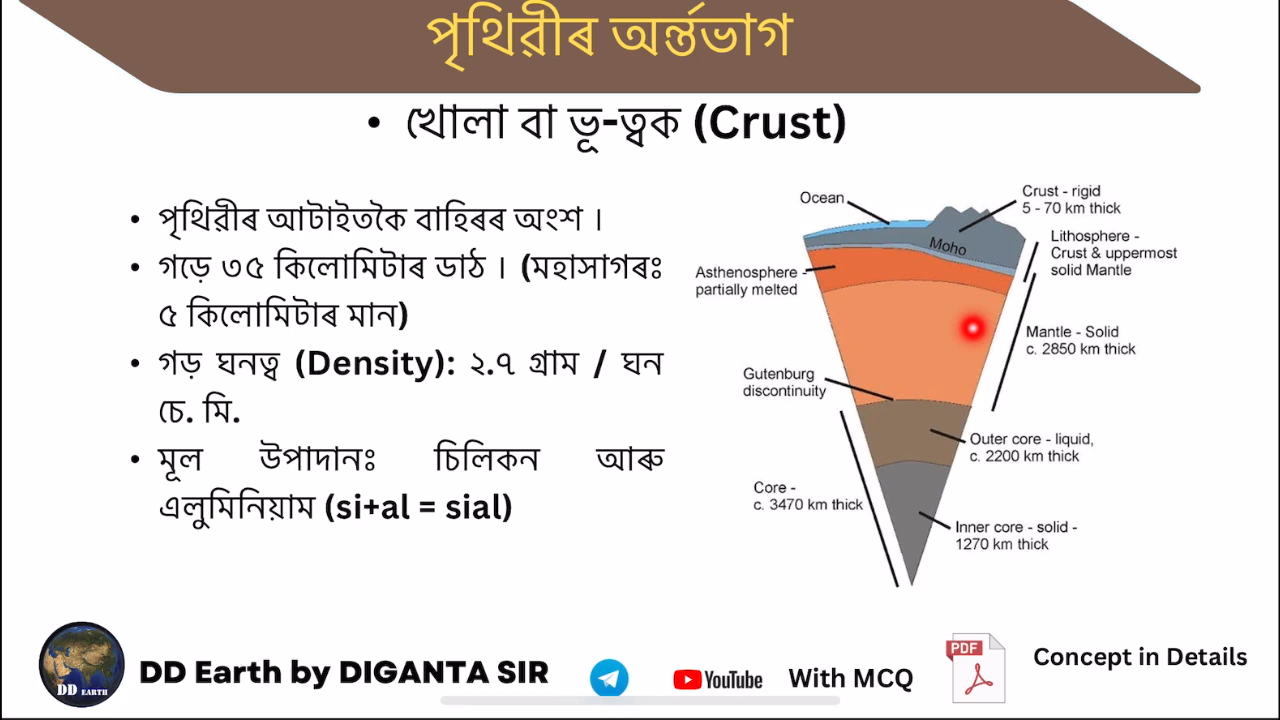 পৃথিৱীৰ অৰ্ন্তভাগ
• খোলা বা ভূ-ত্বক (Crust)
• পৃথিৱীৰ আটাইতকৈ বাহিৰৰ অংশ ।
• গড়ে ৩৫ কিলোমিটাৰ ডাঠ । (মহাসাগৰঃ
৫ কিলোমিটাৰ মান)
• গড় ঘনত্ব (Density): ২.৭ গ্ৰাম / ঘন
চে. মি.
• মূল উপাদানঃ চিলিকন আৰু
এলুমিনিয়াম (si+al = sial)
Ocean
Crust - rigid
5 - 70 km thick
Moho
Lithosphere -
Crust & uppermost
solid Mantle
Asthenosphere -
partially melted
Mantle - Solid
c. 2850 km thick
Gutenburg
discontinuity
Outer core - liquid,
c. 2200 km thick
Core -
c. 3470 km thick
Inner core - solid -
1270 km thick
DD EARTH
DD Earth by DIGANTA SIR
YouTube
With MCQ
PDF
Concept in Details